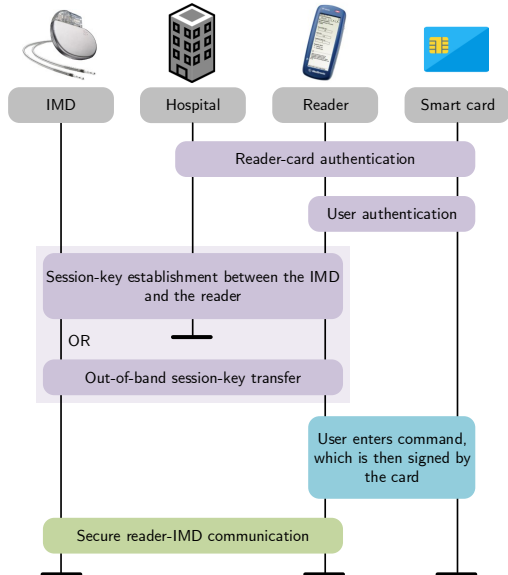 IMD
Hospital
Reader
Smart card
Reader-card authentication
User authentication
Session-key establishment between the IMD
and the reader
OR
Out-of-band session-key transfer
User enters command,
which is then signed by
the card
Secure reader-IMD communication